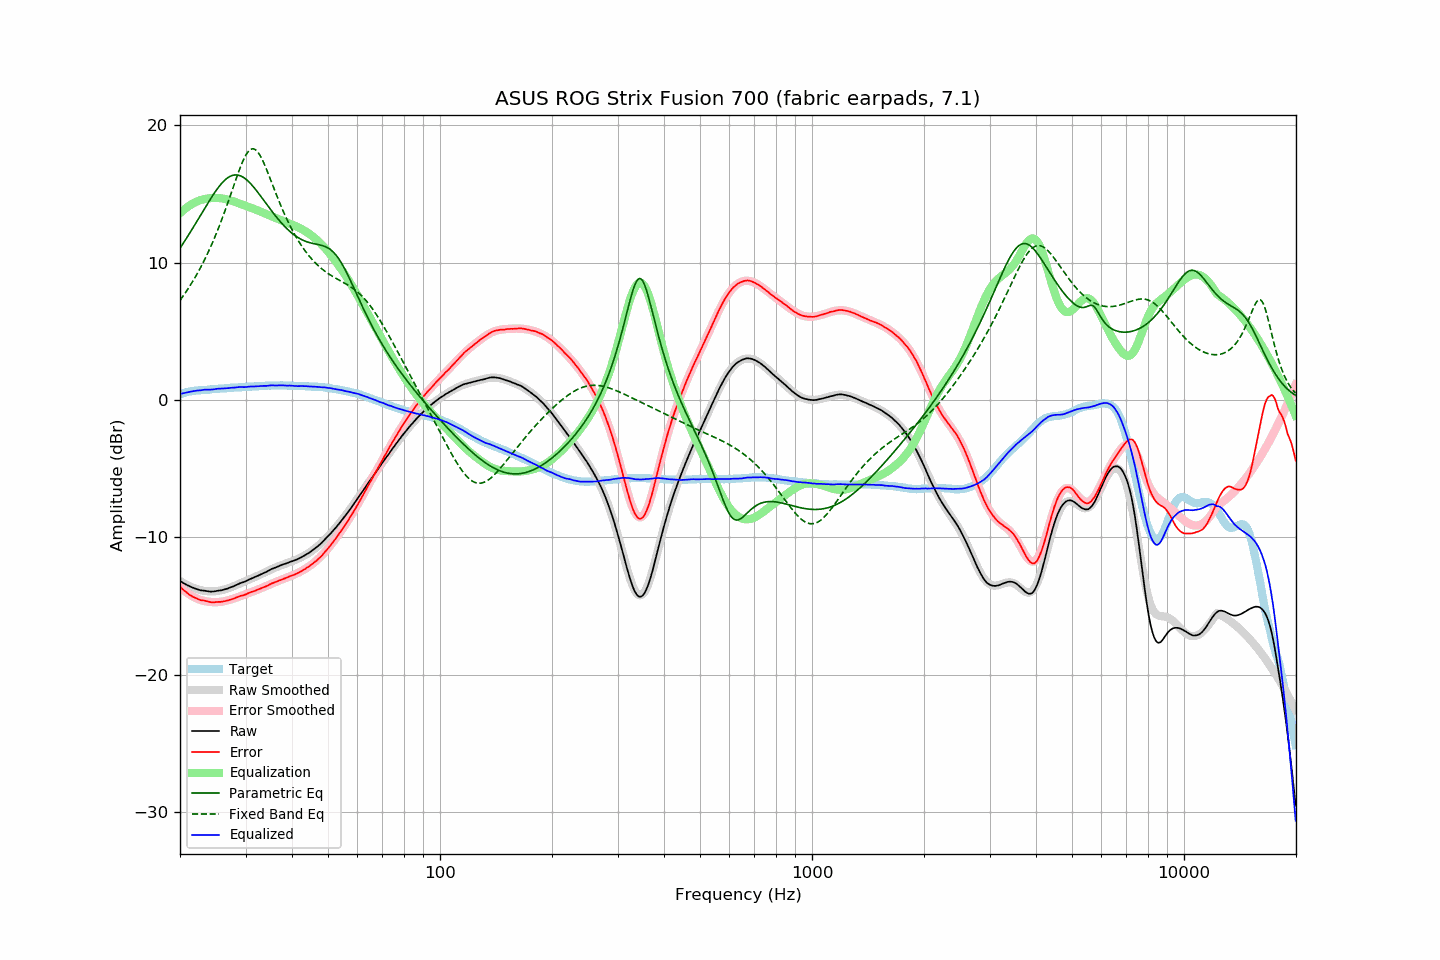 ASUS ROG Strix Fusion 700 (fabric earpads, 7.1)
20
10
0
−10
−20
−30
Amplitude (dBr)
Target
Raw Smoothed
Error Smoothed
Raw
Error
Equalization
Parametric Eq
Fixed Band Eq
Equalized
100
1000
10000
Frequency (Hz)